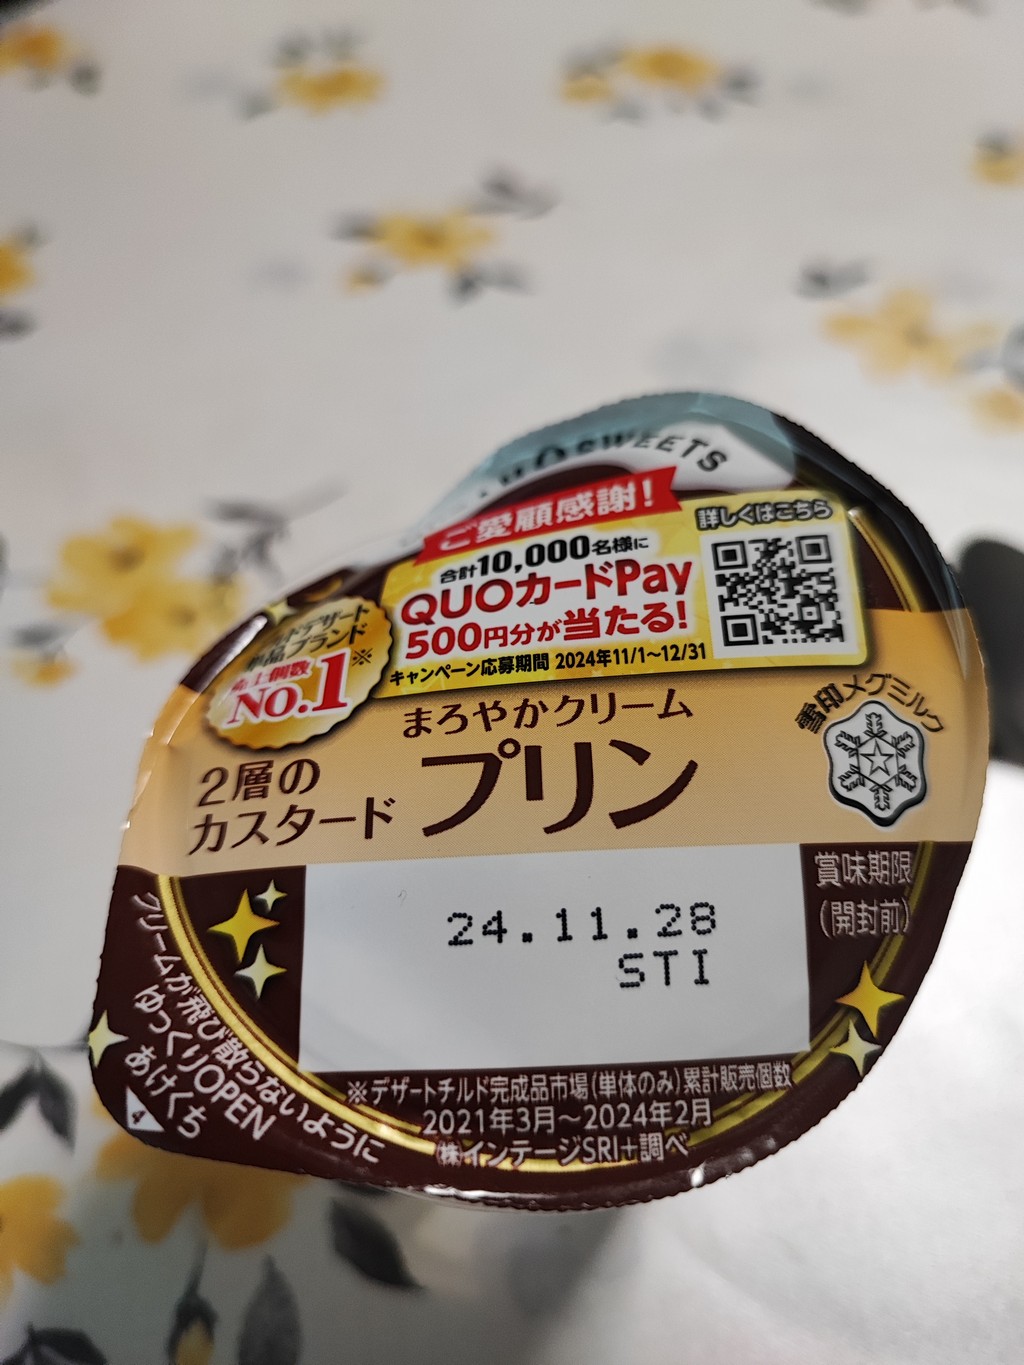 SWEETS
ご愛顧感謝！
合計10,000名様に
QUOカードPay
500円分が当たる！
キャンペーン応募期間 2024年11/1～12/31
詳しくはこちら
デザート
単品ブランド
売上個数
No.1※
まろやかクリーム
2層の
カスタード
プリン
雪印メグミルク
賞味期限
（開封前）
24.11.28
STI
クリームが飛び散らないように
ゆっくりOPEN
あけくち
※デザートチルド完成品市場（単体のみ）累計販売個数
2021年3月～2024年2月
㈱インテージSRI＋調べ